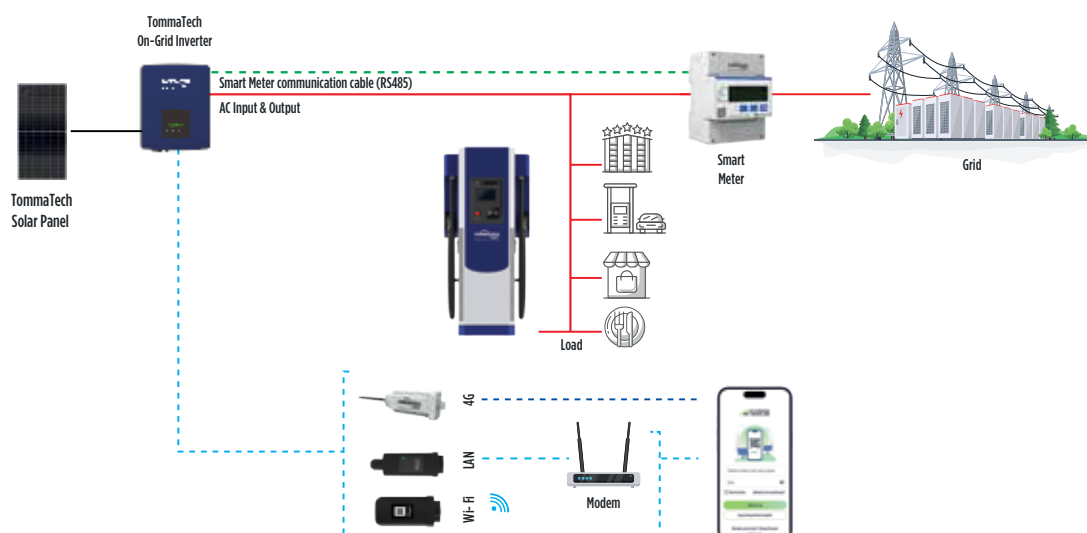 TommaTech
On-Grid Inverter
Smart Meter communication cable (RS485)
AC Input & Output
TommaTech
Solar Panel
Smart
Meter
Grid
Load
4G
LAN
Wi-Fi
Modem